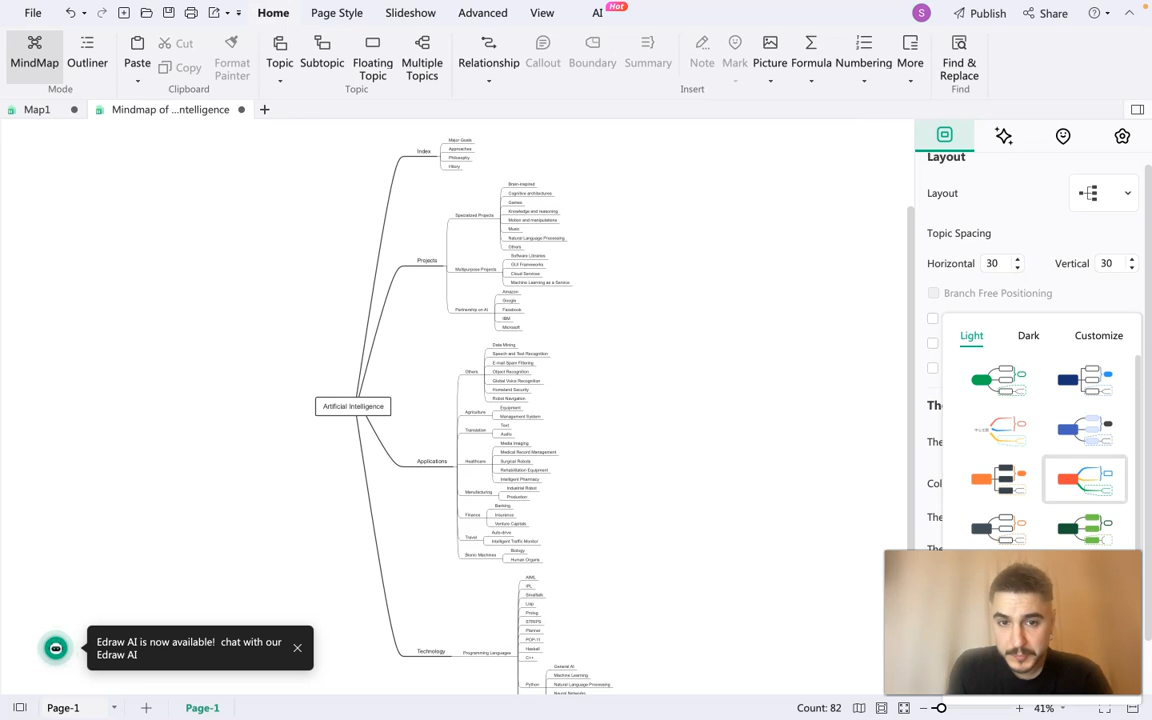 File
Home
Page Style
Slideshow
Advanced
View
AI
Hot
S
Publish
Share
MindMap
Outliner
Mode
Paste
Cut
Copy
Format
Painter
Clipboard
Topic
Subtopic
Floating
Topic
Multiple
Topics
Topic
Relationship
Callout
Boundary
Summary
Note
Mark
Picture
Formula
Numbering
More
Insert
Find &
Replace
Find
Map1
Mindmap of ...ntelligence
Artificial Intelligence
Index
Major Goals
Approaches
Philosophy
Projects
Specialized Projects
Brain-inspired
Cognitive architectures
Games
Knowledge and reasoning
Motion and manipulations
Music
Natural Language Processing
Others
Multipurpose Projects
Software Libraries
GUI Frameworks
Cloud Services
Machine Learning as a Service
Partnership on AI
Amazon
Google
Facebook
IBM
Microsoft
Applications
Others
Data Mining
Speech and Text Recognition
E-mail Spam Filtering
Object Recognition
Global Voice Recognition
Homeland Security
Robot Navigation
Agriculture
Equipment
Management System
Translation
Text
Audio
Healthcare
Media Imaging
Medical Record Management
Surgical Robots
Rehabilitation Equipment
Intelligent Pharmacy
Manufacturing
Industrial Robot
Production
Finance
Banking
Insurance
Venture Capitals
Travel
Auto-drive
Intelligent Traffic Monitor
Bionic Machines
Biology
Human Organs
Technology
Programming Languages
AIML
IPL
Smalltalk
Lisp
Prolog
STRIPS
Planner
POP-11
Haskell
C++
Python
General AI
Machine Learning
Natural Language Processing
Neural Networks
Layout
Layout
Topic Spacing
Horizontal 30
Vertical 30
Branch Free Positioning
The
The
Col
The
The
Light
Dark
Customize
Edraw AI is now available! chat with our
Edraw AI
Page-1
Page-1
Count: 82
41%